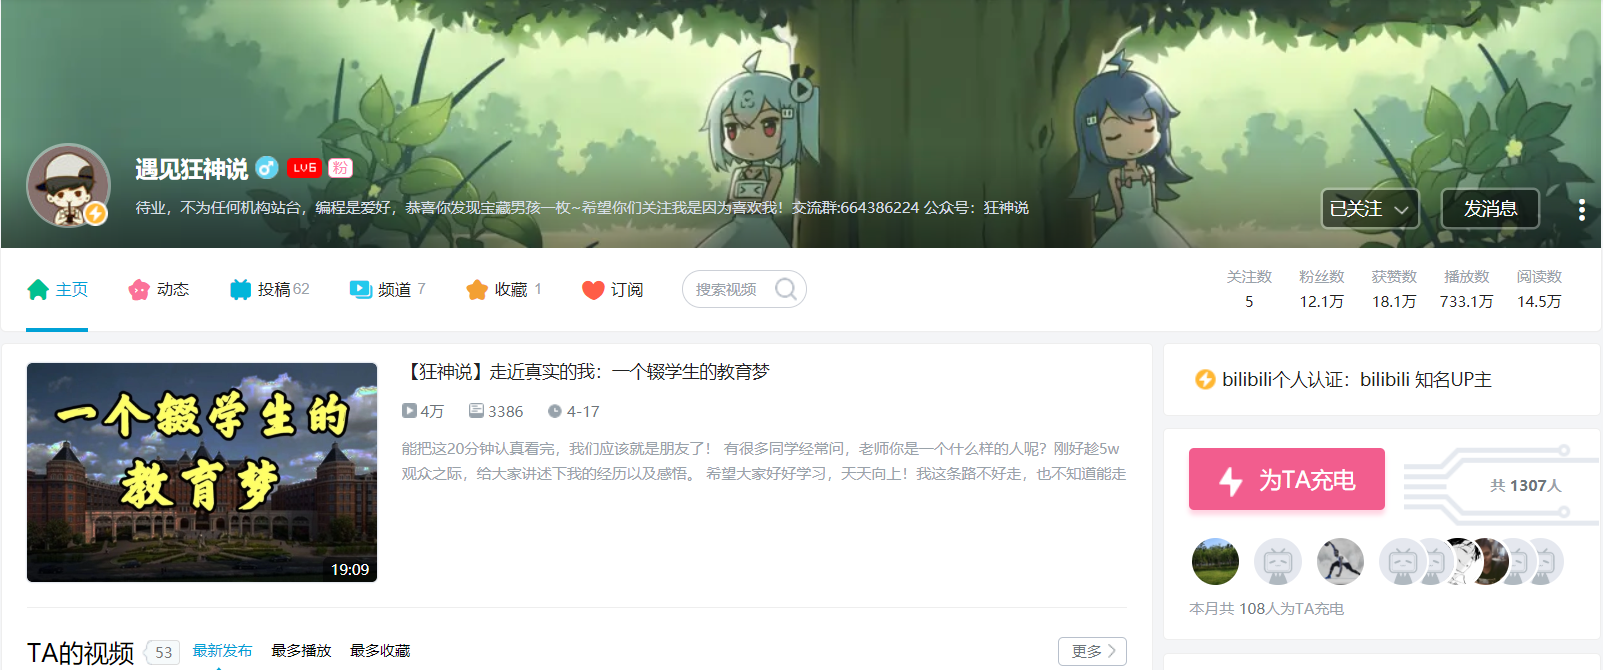 遇见狂神说 LV6 粉
待业，不为任何机构站台，编程是爱好，恭喜你发现宝藏男孩一枚~希望你们关注我是因为喜欢我！交流群:664386224 公众号：狂神说
已关注 发消息
主页 动态 投稿 62 频道 7 收藏 1 订阅 搜索视频
关注数 粉丝数 获赞数 播放数 阅读数
5 12.1万 18.1万 733.1万 14.5万
一个辍学生的
教育梦
19:09
【狂神说】走近真实的我：一个辍学生的教育梦
4万 3386 4-17
能把这20分钟认真看完，我们应该就是朋友了！ 有很多同学经常问，老师你是一个什么样的人呢？刚好趁5w
观众之际，给大家讲述下我的经历以及感悟。 希望大家好好学习，天天向上！我这条路不好走，也不知道能走
bilibili个人认证：bilibili 知名UP主
为TA充电
共 1307人
本月共 108人为TA充电
TA的视频 53 最新发布 最多播放 最多收藏 更多